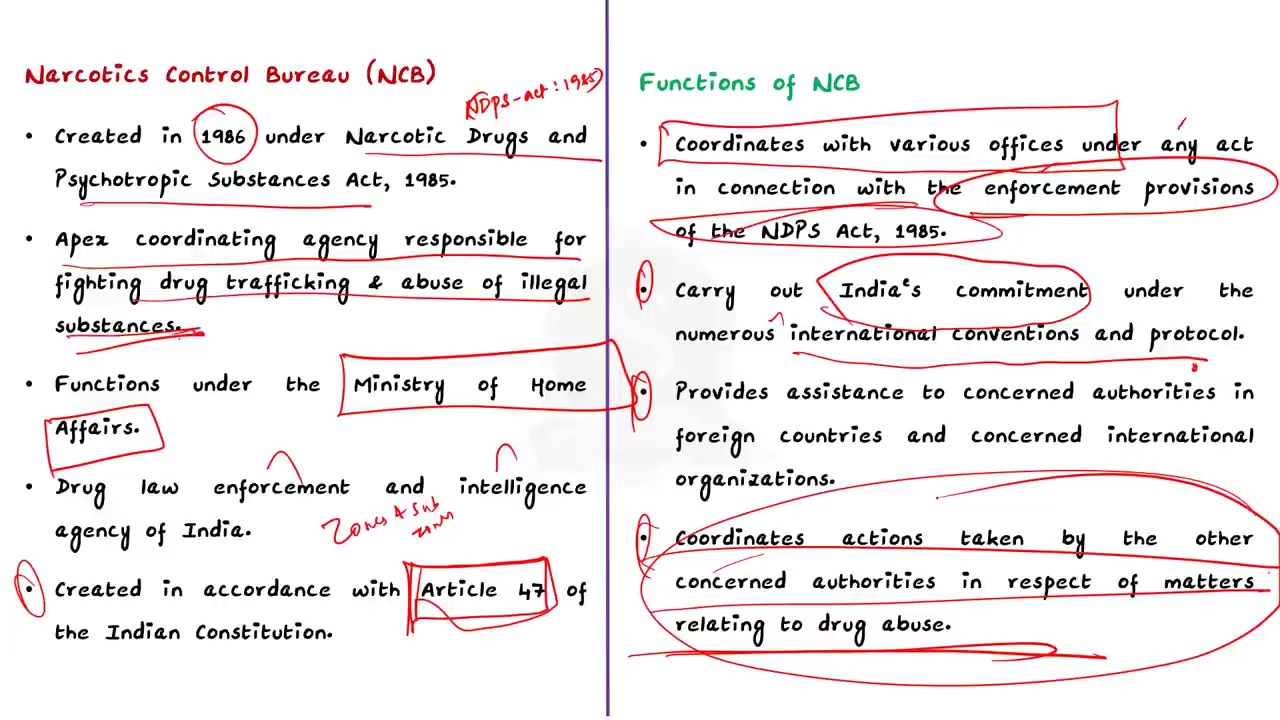 Narcotics Control Bureau (NCB)
NDPS-act: 1985)
• Created in 1986 under Narcotic Drugs and
Psychotropic Substances Act, 1985.
• Apex coordinating agency responsible for
fighting drug trafficking & abuse of illegal
substances.
• Functions under the Ministry of Home
Affairs.
• Drug law enforcement and intelligence
agency of India.
Zones + sub
zones
• Created in accordance with Article 47 of
the Indian Constitution.
Functions of NCB
• Coordinates with various offices under any act
in connection with the enforcement provisions
of the NDPS Act, 1985.
• Carry out India's commitment under the
numerous international conventions and protocol.
• Provides assistance to concerned authorities in
foreign countries and concerned international
organizations.
• Coordinates actions taken by the other
concerned authorities in respect of matters
relating to drug abuse.